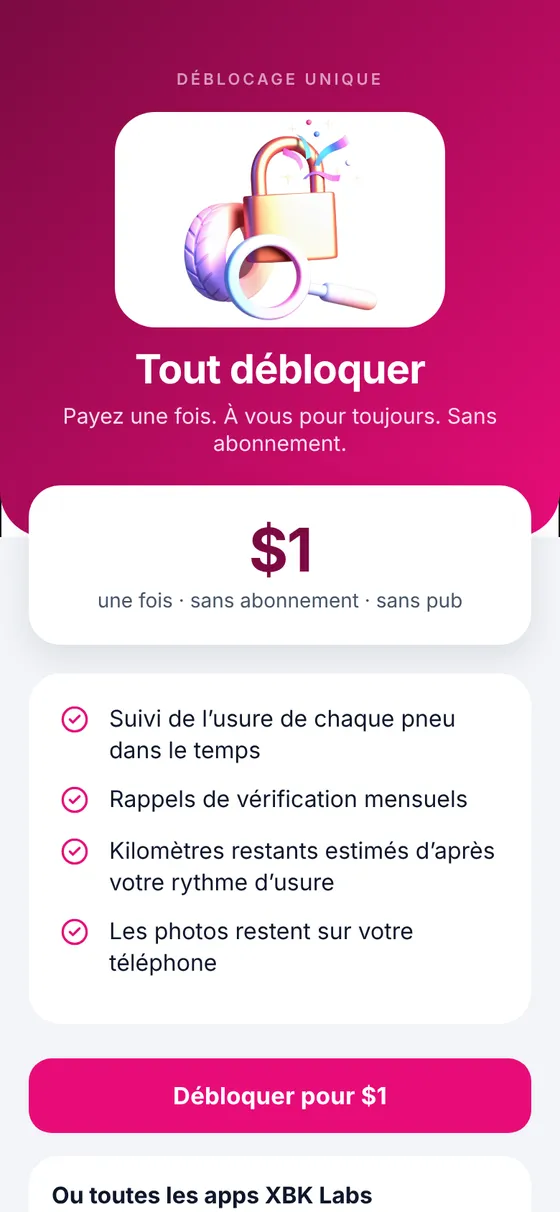 DÉBLOCAGE UNIQUE
Tout débloquer
Payez une fois. À vous pour toujours. Sans
abonnement.
$1
une fois · sans abonnement · sans pub
Suivi de l’usure de chaque pneu
dans le temps
Rappels de vérification mensuels
Kilomètres restants estimés d’après
votre rythme d’usure
Les photos restent sur votre
téléphone
Débloquer pour $1
Ou toutes les apps XBK Labs